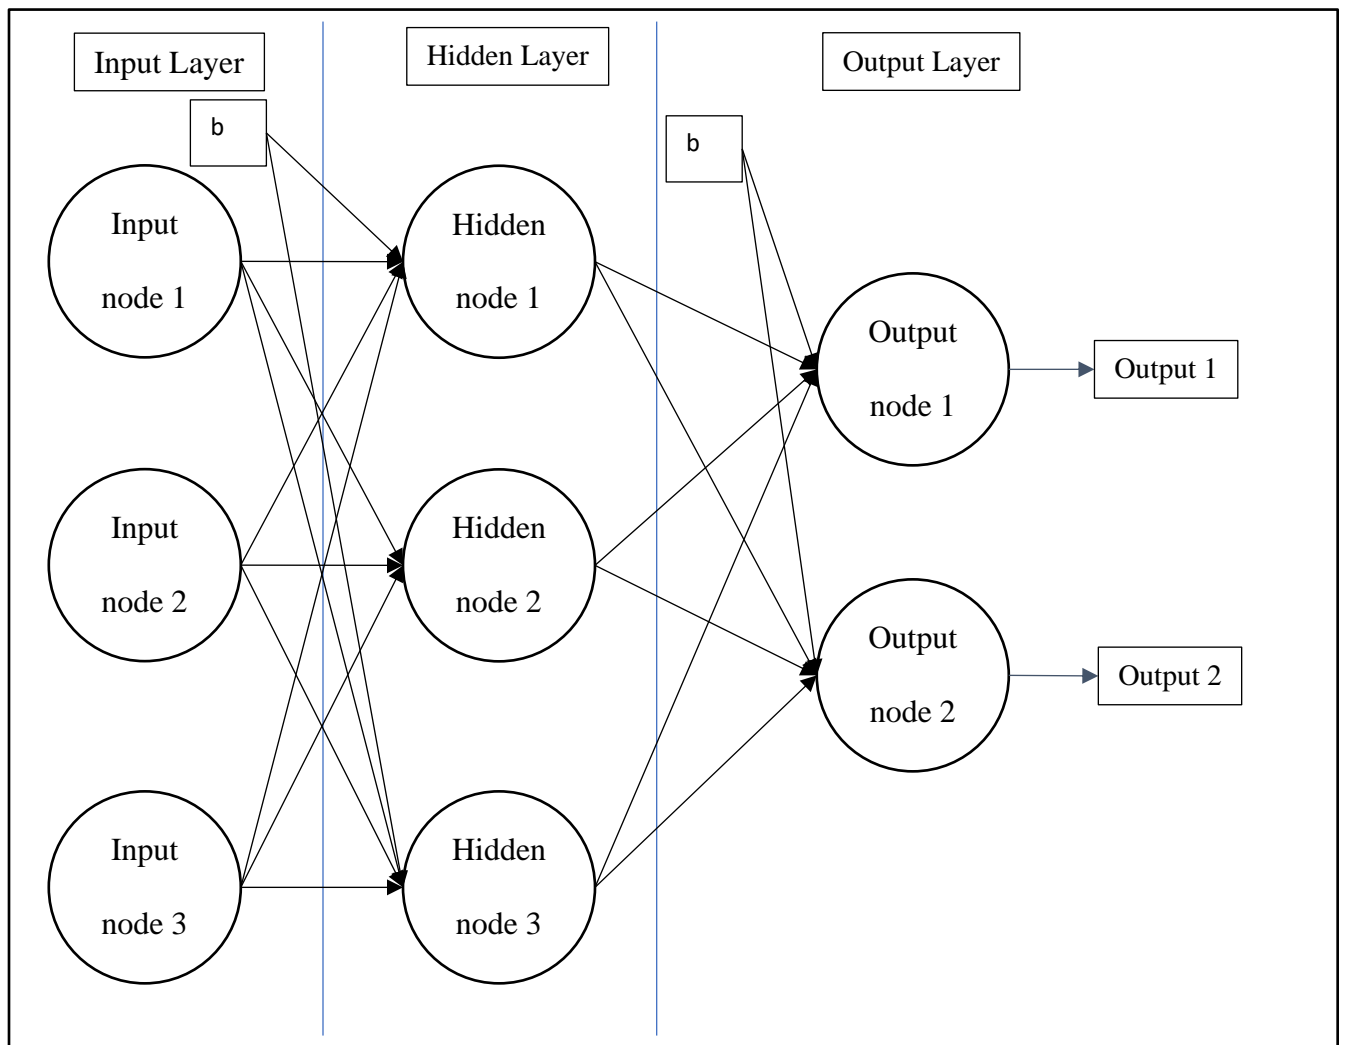 Input Layer
Hidden Layer
Output Layer
b
b
Input
node 1
Hidden
node 1
Output
node 1
Output 1
Input
node 2
Hidden
node 2
Output
node 2
Output 2
Input
node 3
Hidden
node 3